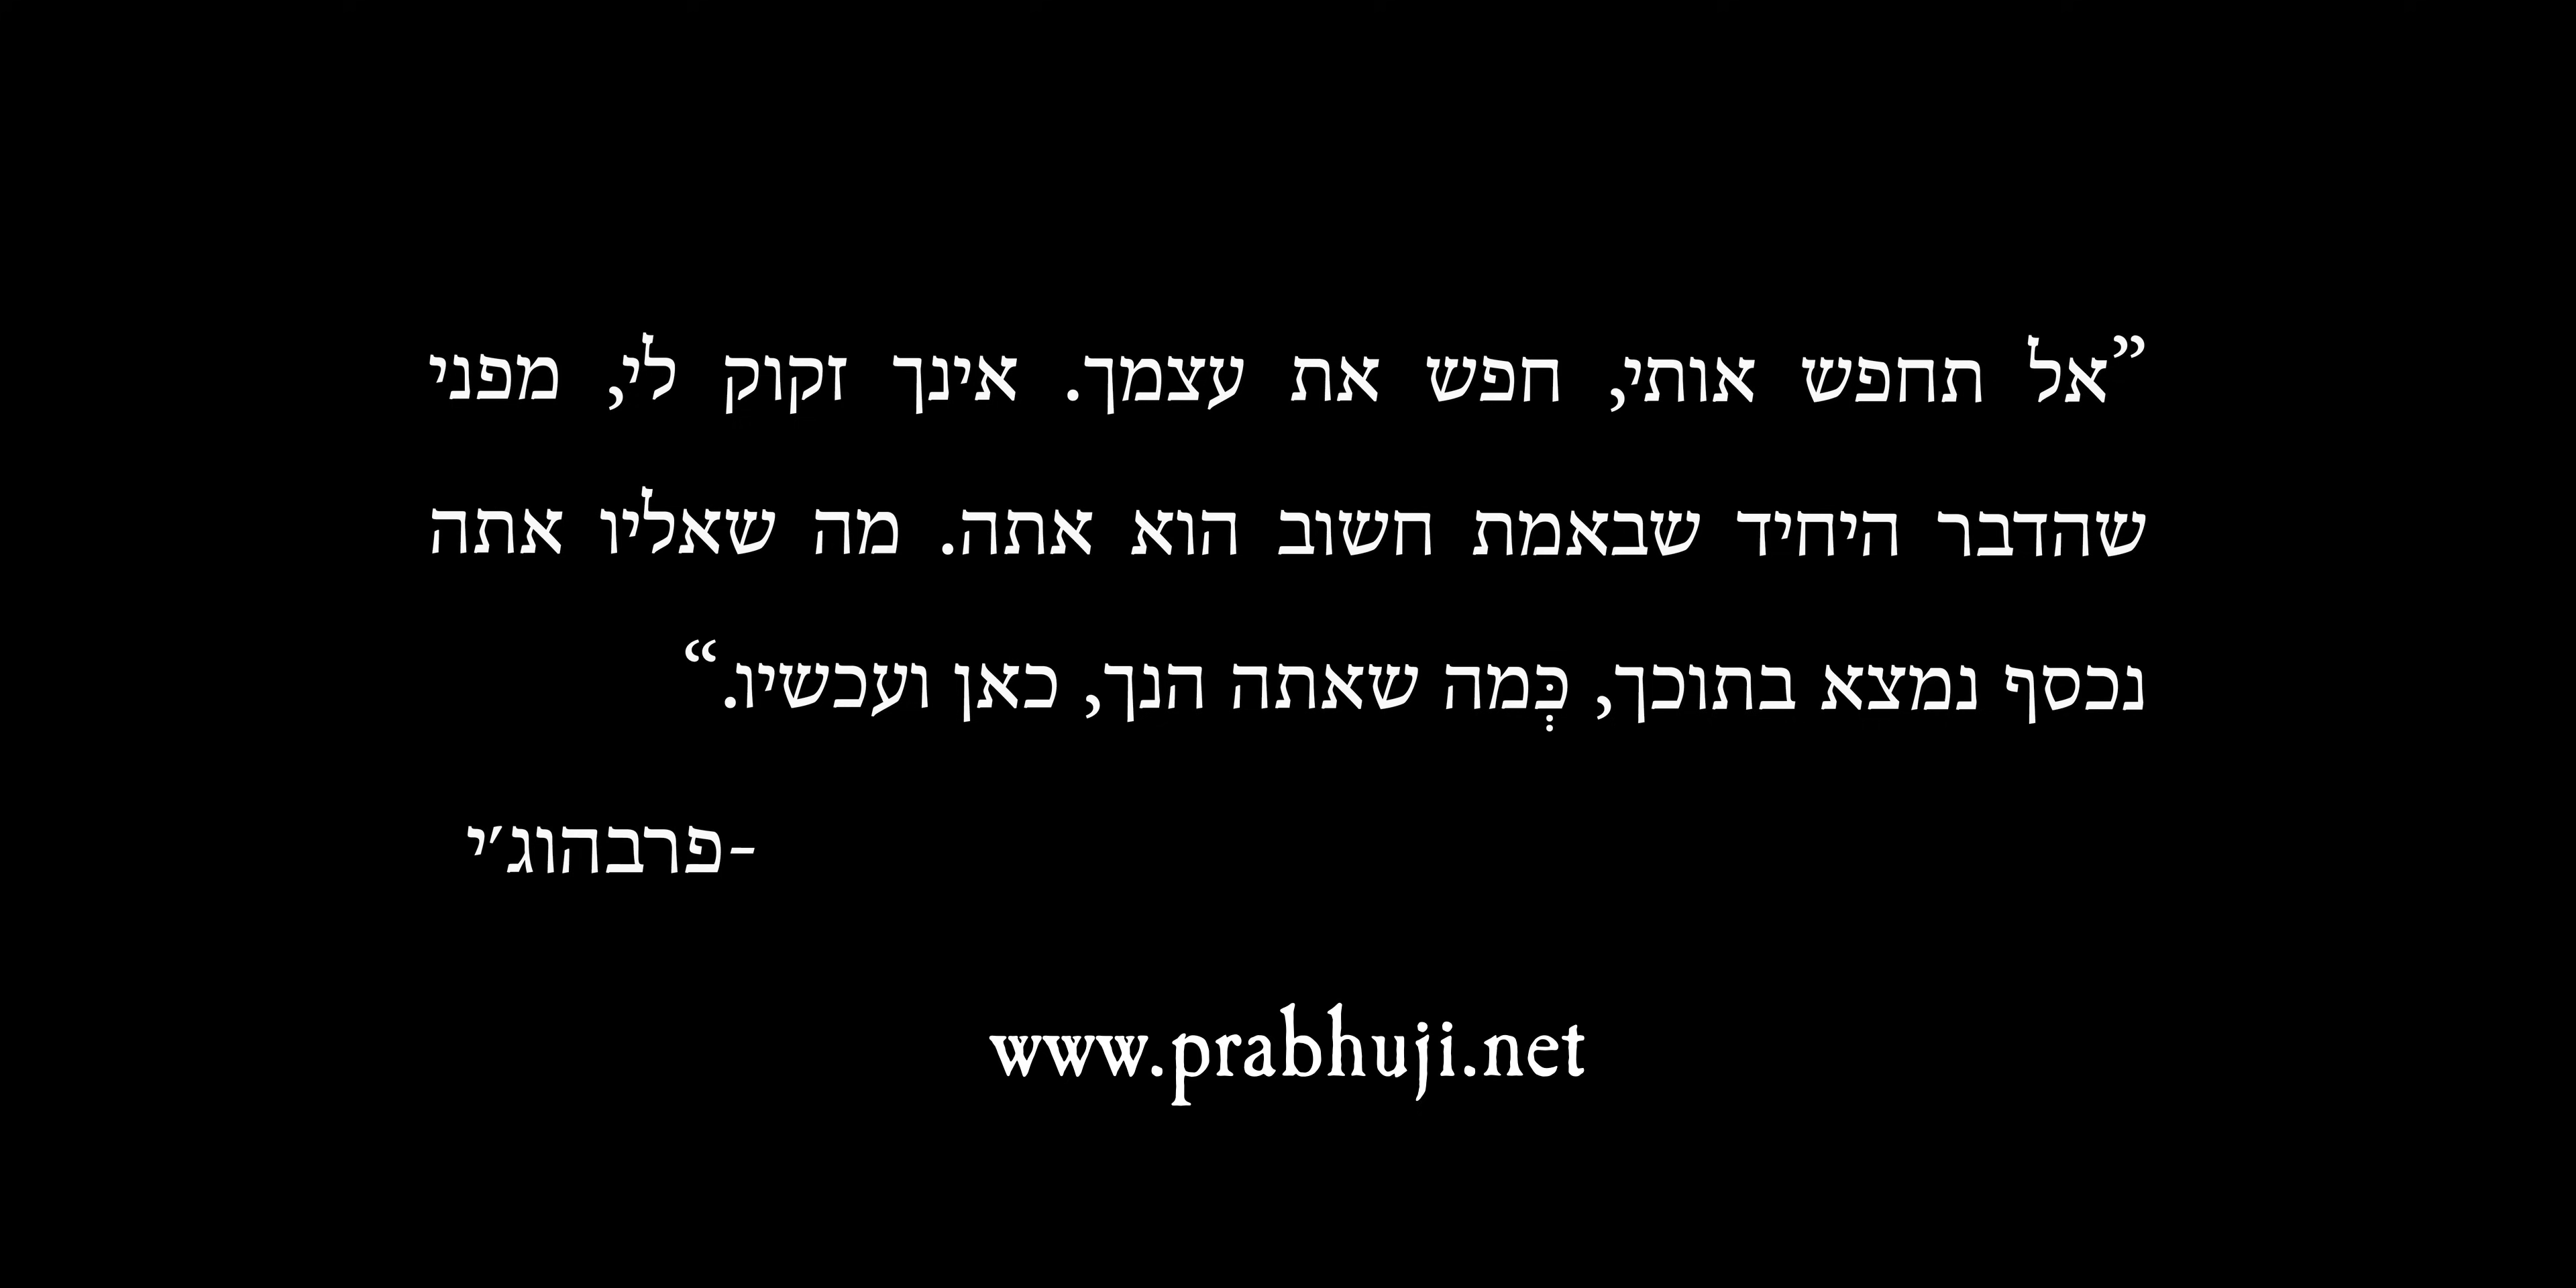 ”אל תחפש אותי, חפש את עצמך. אינך זקוק לי, מפני
שהדבר היחיד שבאמת חשוב הוא אתה. מה שאליו אתה
נכסף נמצא בתוכך, כְּמה שאתה הנך, כאן ועכשיו.“
-פרבהוג׳י
www.prabhuji.net